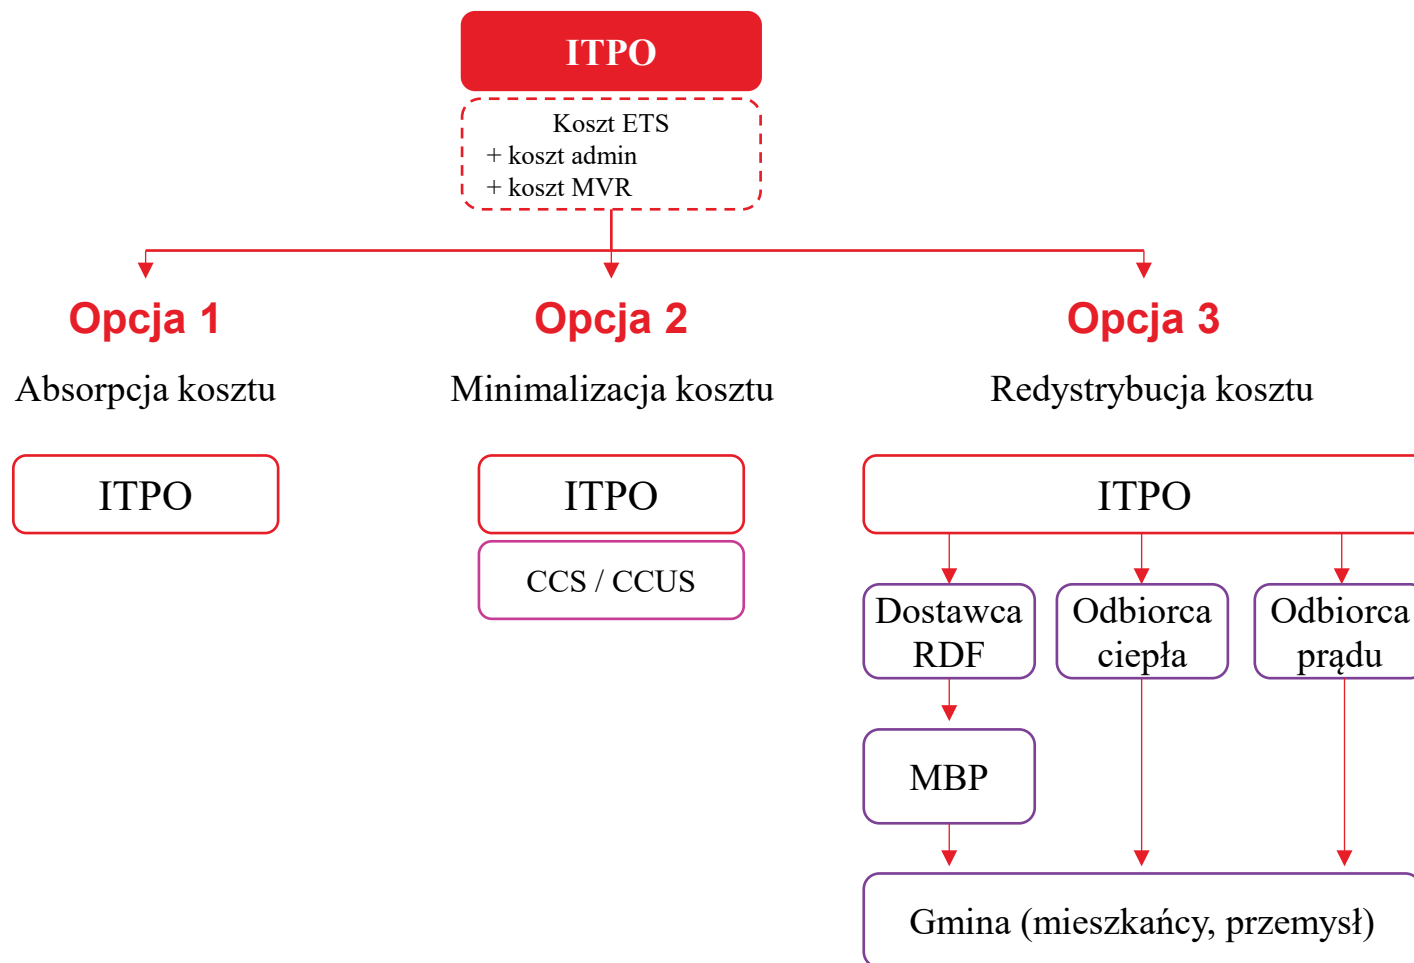 ITPO
Koszt ETS
+ koszt admin
+ koszt MVR
Opcja 1
Opcja 2
Opcja 3
Absorpcja kosztu
Minimalizacja kosztu
Redystrybucja kosztu
ITPO
ITPO
ITPO
CCS / CCUS
Dostawca
RDF
Odbiorca
ciepła
Odbiorca
prądu
MBP
Gmina (mieszkańcy, przemysł)